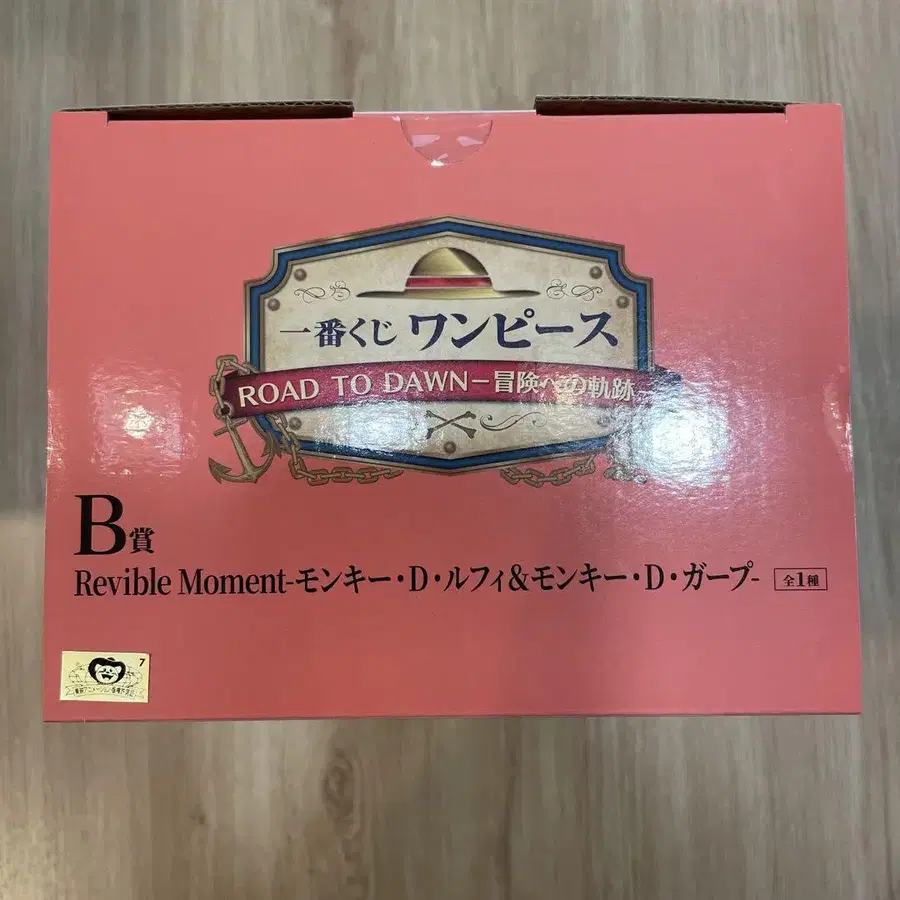 一番くじ ワンピース
ROAD TO DAWN－冒険への軌跡－
B賞
Revible Moment-モンキー・D・ルフィ&モンキー・D・ガープ- 全1種
7